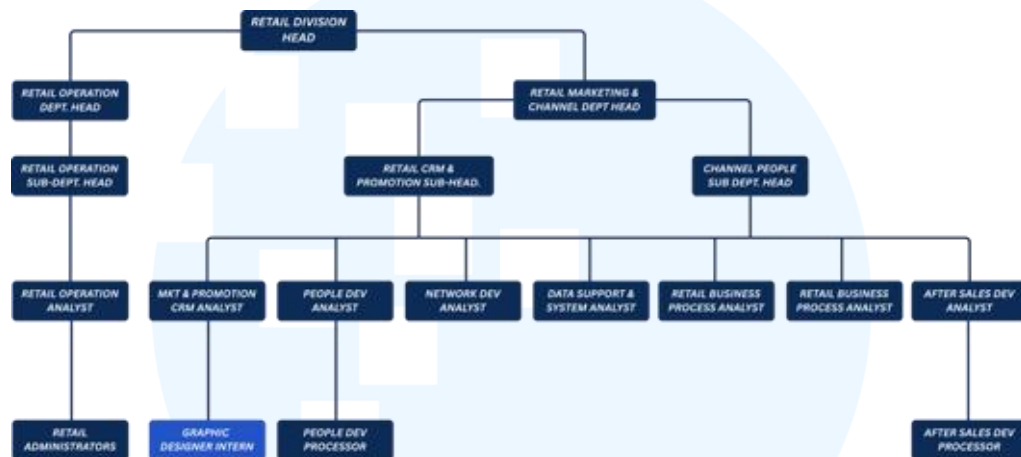 RETAIL DIVISION
HEAD
RETAIL OPERATION
DEPT. HEAD
RETAIL MARKETING &
CHANNEL DEPT HEAD
RETAIL OPERATION
SUB-DEPT. HEAD
RETAIL CRM &
PROMOTION SUB-HEAD.
CHANNEL PEOPLE
SUB DEPT. HEAD
RETAIL OPERATION
ANALYST
MKT & PROMOTION
CRM ANALYST
PEOPLE DEV
ANALYST
NETWORK DEV
ANALYST
DATA SUPPORT &
SYSTEM ANALYST
RETAIL BUSINESS
PROCESS ANALYST
RETAIL BUSINESS
PROCESS ANALYST
AFTER SALES DEV
ANALYST
RETAIL
ADMINISTRATORS
GRAPHIC
DESIGNER INTERN
PEOPLE DEV
PROCESSOR
AFTER SALES DEV
PROCESSOR